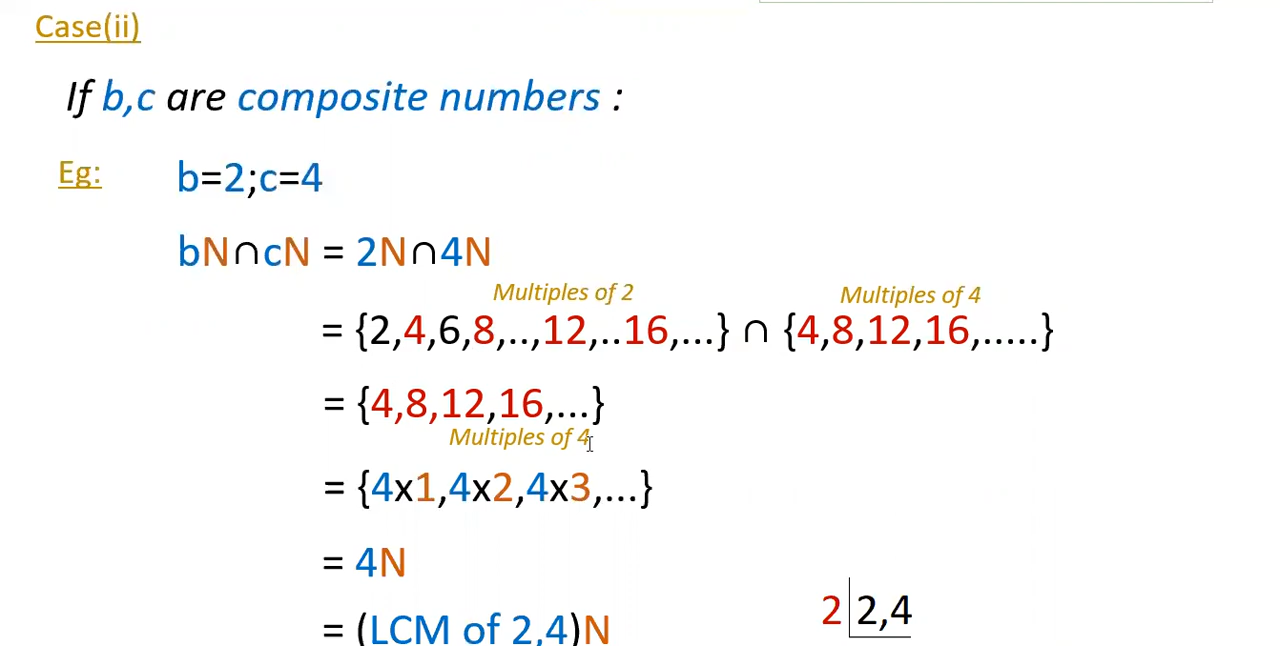 Case(ii)
If b,c are composite numbers :
Eg: b=2;c=4
bN∩cN = 2N∩4N
Multiples of 2 Multiples of 4
= {2,4,6,8,..,12,..16,...} ∩ {4,8,12,16,.....}
= {4,8,12,16,...}
Multiples of 4
= {4x1,4x2,4x3,...}
= 4N
2 2,4
= (LCM of 2,4)N